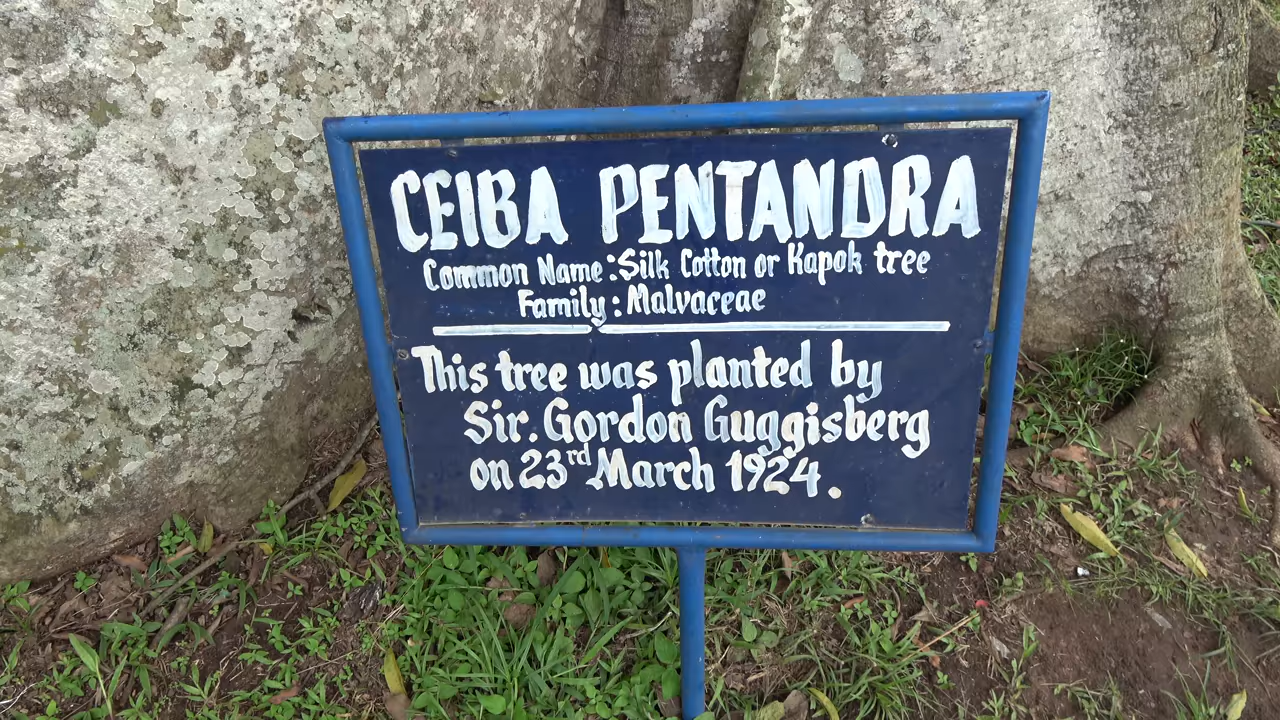 CEIBA PENTANDRA
Common Name: Silk Cotton or Kapok tree
Family: Malvaceae
This tree was planted by
Sir. Gordon Guggisberg
on 23rd March 1924.